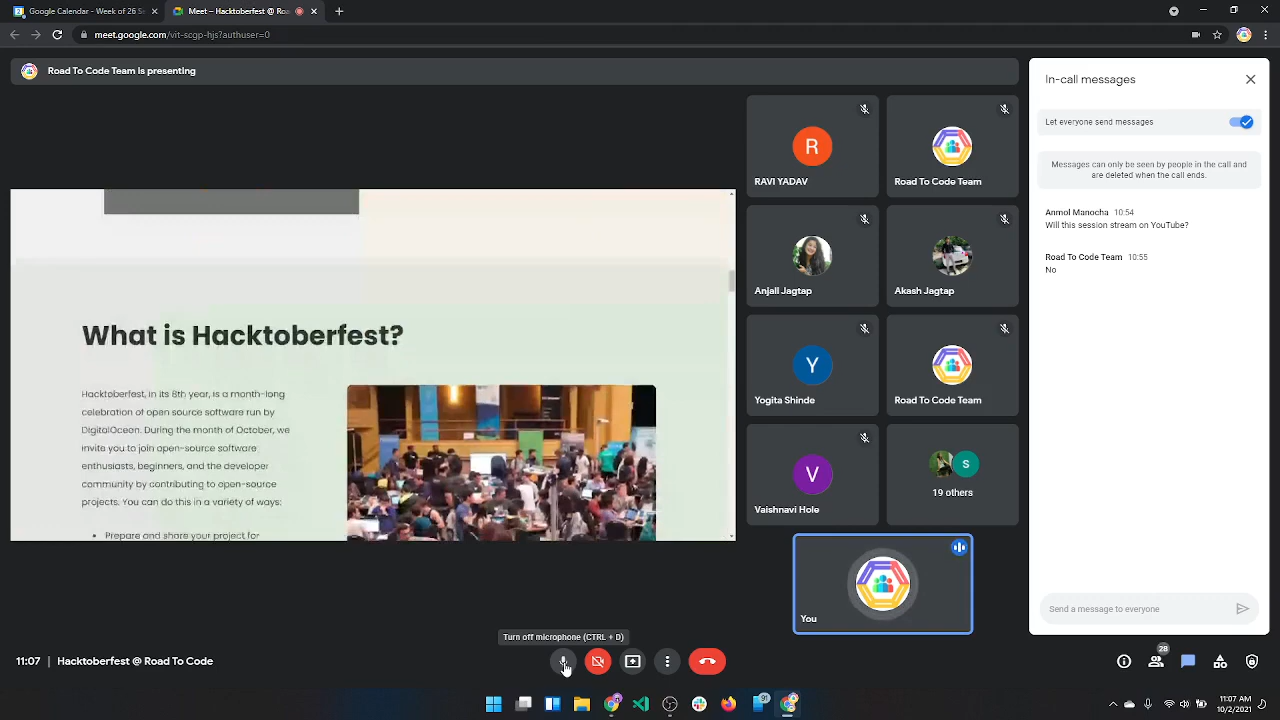 Google Calendar - Week of 26 S
Meet – Hacktoberfest @ Ro
meet.google.com/vit-scgp-hjs?authuser=0
Road To Code Team is presenting
RAVI YADAV
Road To Code Team
Anjali Jagtap
Akash Jagtap
Y
Yogita Shinde
Road To Code Team
V
Vaishnavi Hole
S
19 others
R
You
What is Hacktoberfest?
Hacktoberfest, in its 8th year, is a month-long
celebration of open source software run by
DigitalOcean. During the month of October, we
invite you to join open-source software
enthusiasts, beginners, and the developer
community by contributing to open-source
projects. You can do this in a variety of ways:
• Prepare and share your project for
In-call messages
Let everyone send messages
Messages can only be seen by people in the call and
are deleted when the call ends.
Anmol Manocha 10:54
Will this session stream on YouTube?
Road To Code Team 10:55
No
Send a message to everyone
Turn off microphone (CTRL + D)
11:07 | Hacktoberfest @ Road To Code
28
91
11:07 AM
10/2/2021